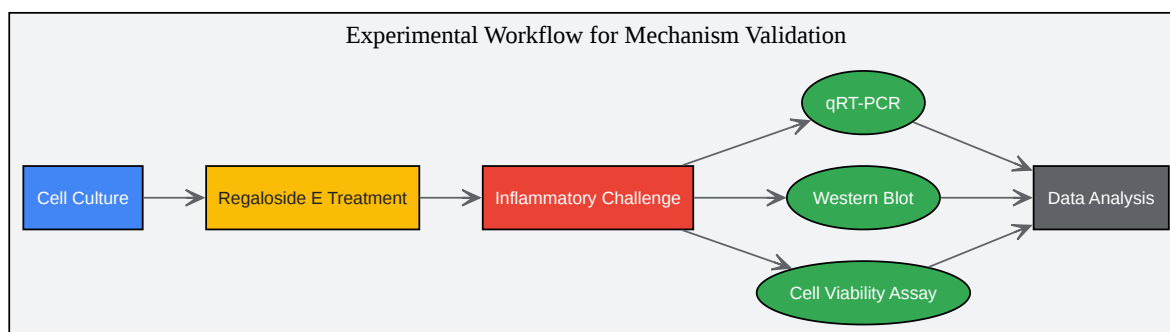 Experimental Workflow for Mechanism Validation
Cell Culture
Regaloside E Treatment
Inflammatory Challenge
qRT-PCR
Western Blot
Cell Viability Assay
Data Analysis